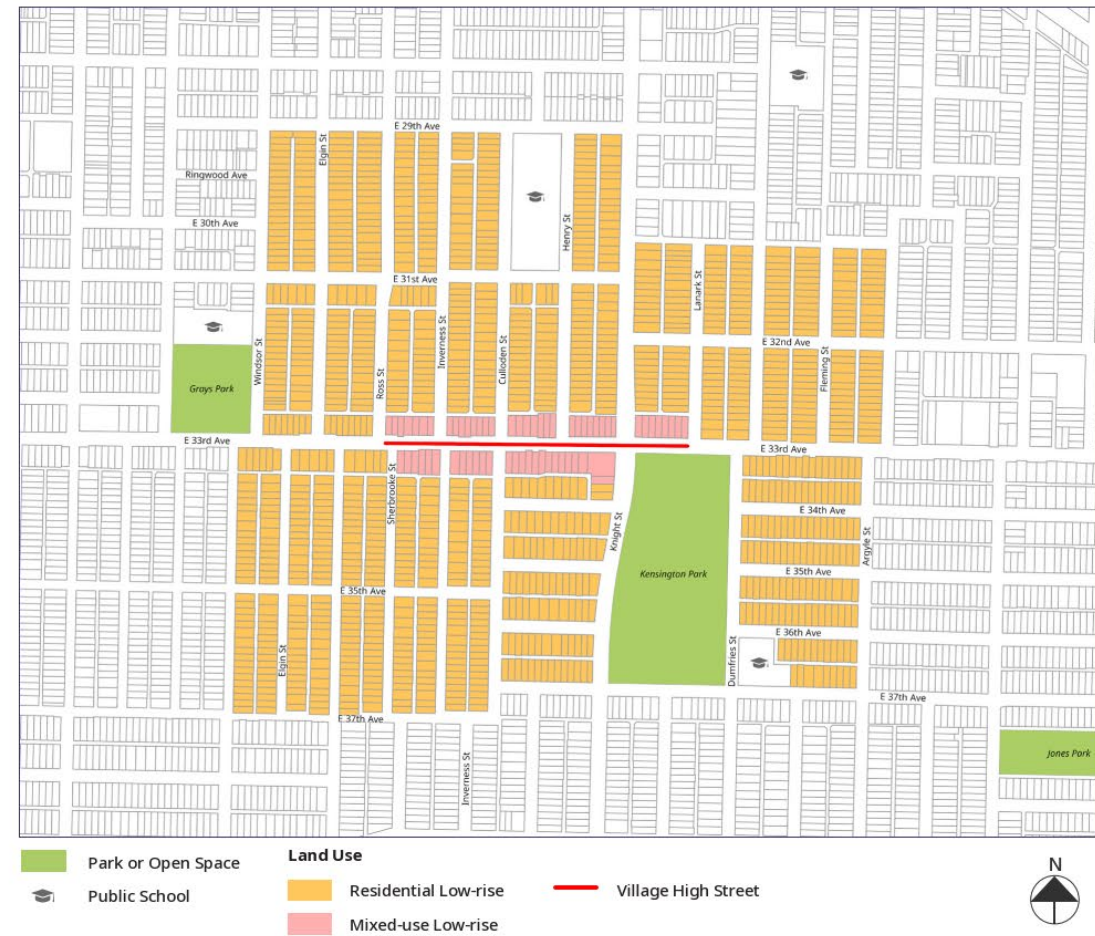 E 29th Ave
Elgin St
Ringwood Ave
Henry St
E 30th Ave
E 31st Ave
Lanark St
Inverness St
E 32nd Ave
Windsor St
Culloden St
Fleming St
Ross St
Grays Park
E 33rd Ave
E 33rd Ave
Sherbrooke St
E 34th Ave
Knight St
Argyle St
Kensington Park
E 35th Ave
E 35th Ave
E 36th Ave
Elgin St
Dumfries St
E 37th Ave
E 37th Ave
Inverness St
Jones Park
Park or Open Space
Public School
Land Use
Residential Low-rise
Mixed-use Low-rise
Village High Street
N